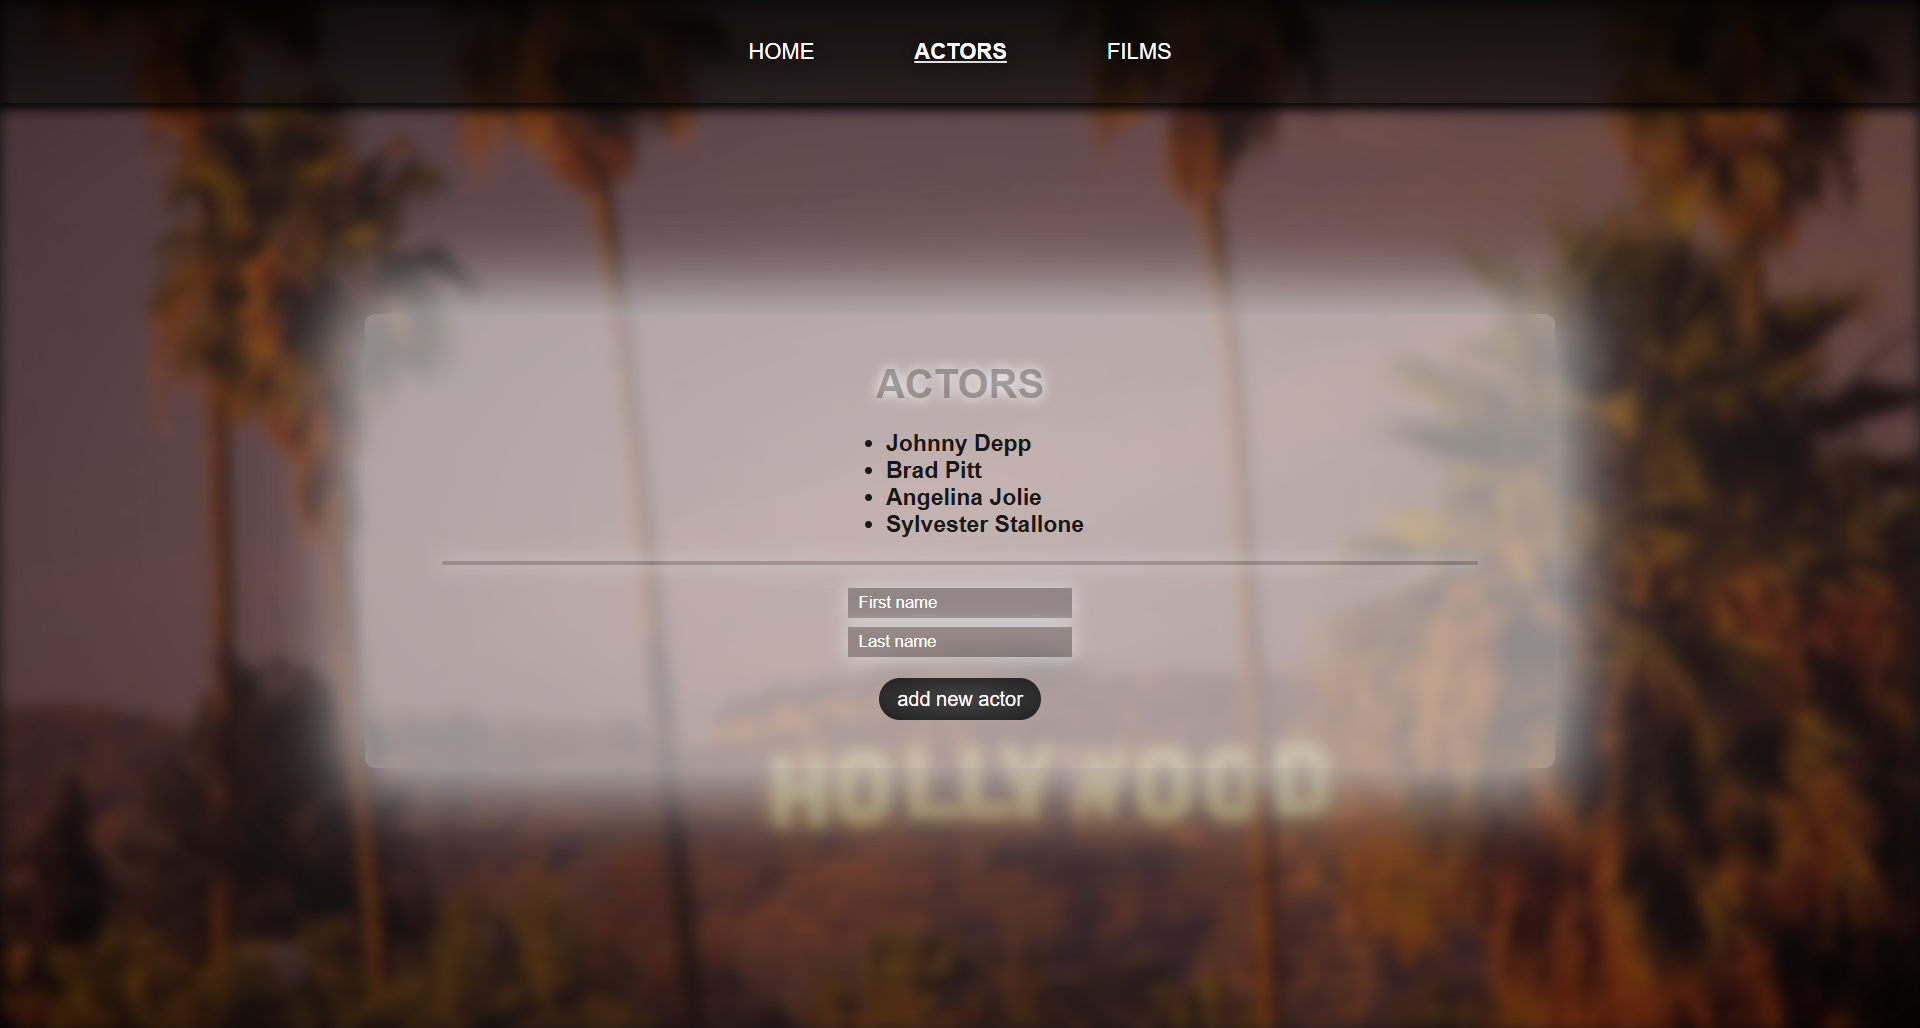 HOME ACTORS FILMS
ACTORS
Johnny Depp
Brad Pitt
Angelina Jolie
Sylvester Stallone
First name
Last name
add new actor
HOLLYWOOD